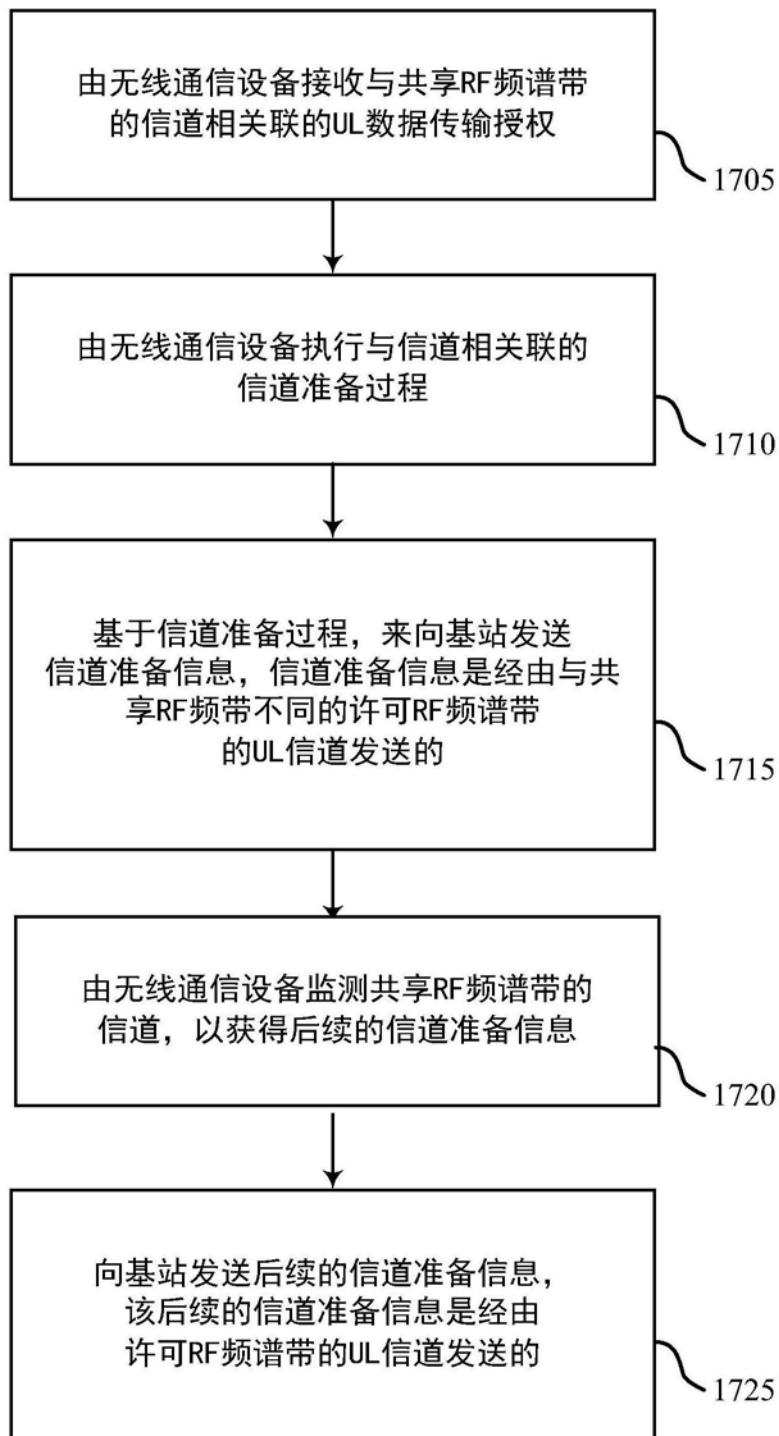 由无线通信设备接收与共享RF频谱带
的信道相关联的UL数据传输授权
1705
由无线通信设备执行与信道相关联的
信道准备过程
1710
基于信道准备过程，来向基站发送
信道准备信息，信道准备信息是经由与共
享RF频带不同的许可RF频谱带
的UL信道发送的
1715
由无线通信设备监测共享RF频谱带的
信道，以获得后续的信道准备信息
1720
向基站发送后续的信道准备信息，
该后续的信道准备信息是经由
许可RF频谱带的UL信道发送的
1725